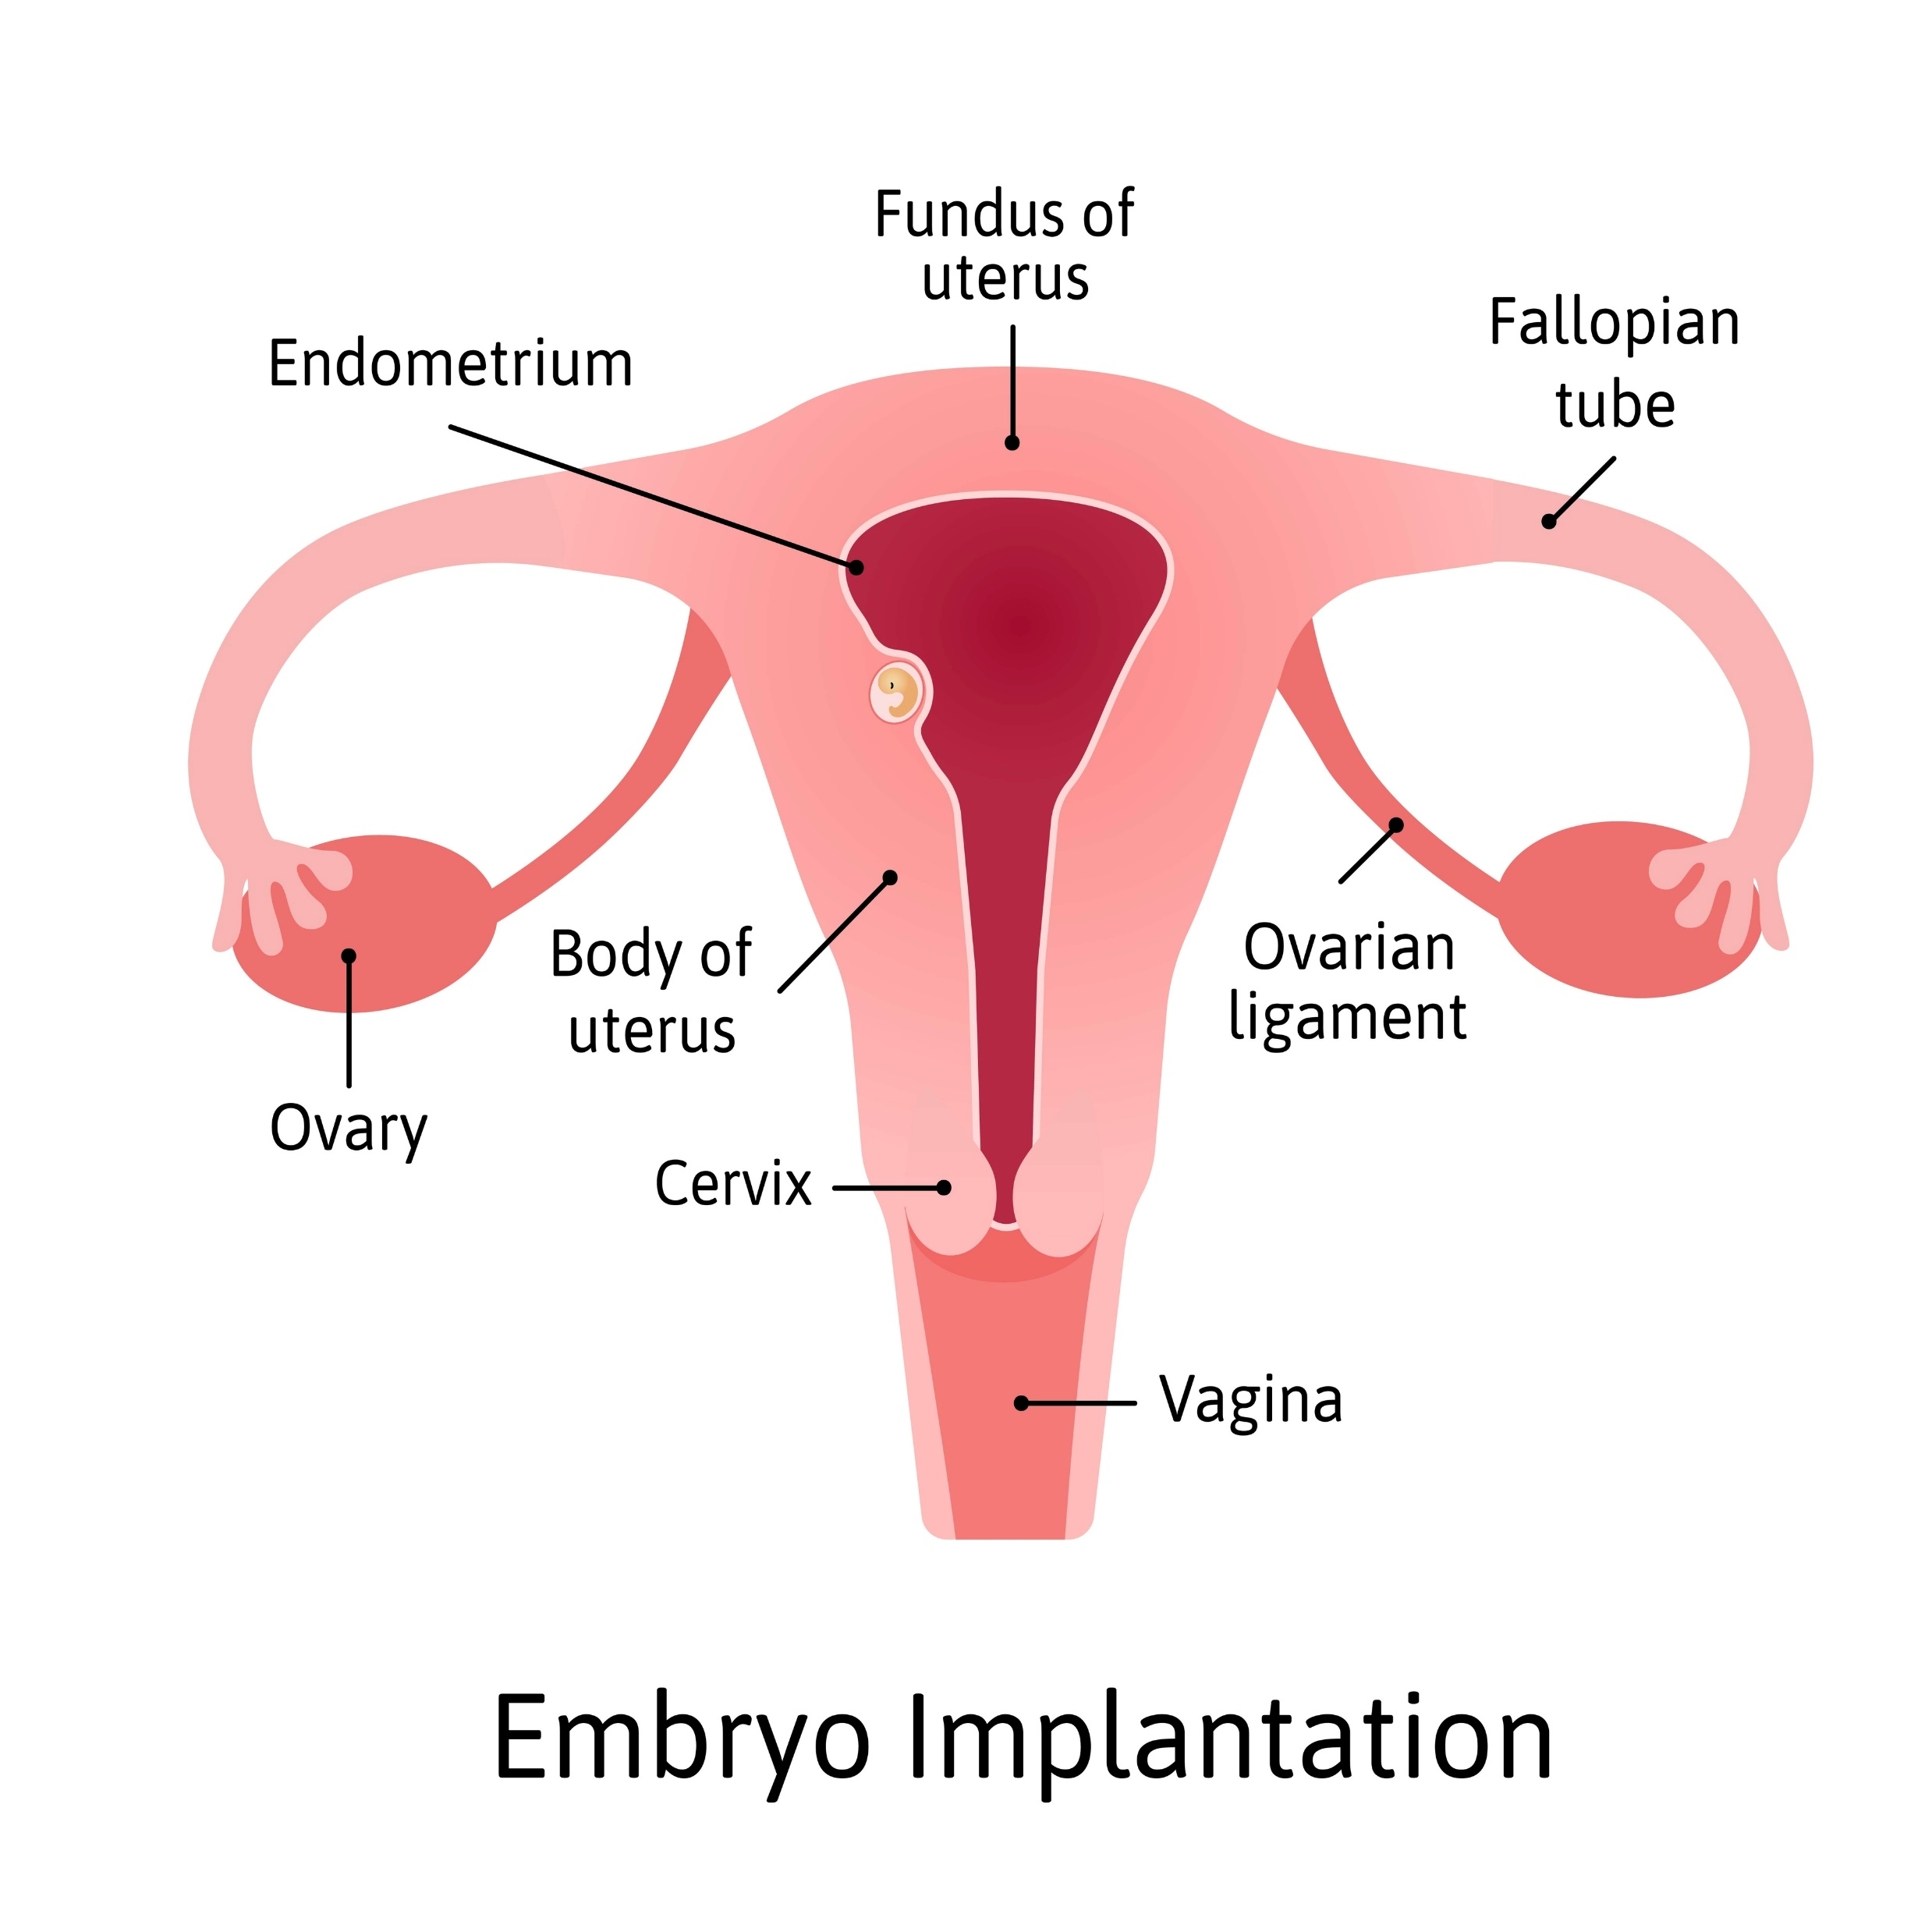 Fundus of
uterus
Fallopian
tube
Endometrium
Body of
uterus
Ovarian
ligament
Ovary
Cervix
Vagina
Embryo Implantation